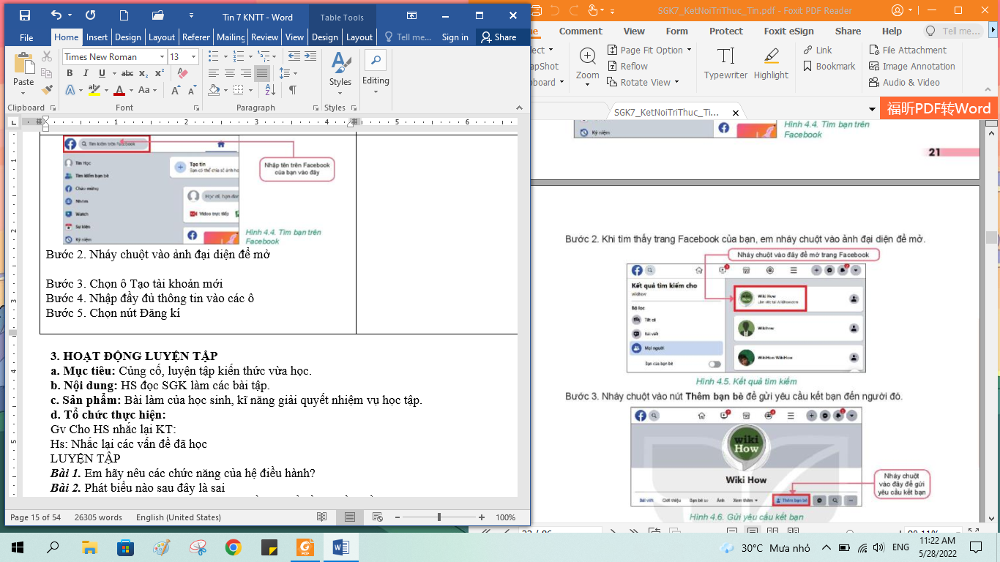 Tin 7 KNTT - Word
Table Tools
File
Home
Insert
Design
Layout
Referer
Mailing
Review
View
Design
Layout
Tell me...
Sign in
Share
Paste
Clipboard
Times New Roman
13
B I U abc x₂ x²
A aby A Aa A A
Font
Paragraph
Styles
Styles
Editing
1 2 3 4 5 6
Tìm kiếm trên Facebook
Tin Học
Tìm kiếm bạn bè
Chào mừng
Nhóm
Watch
Sự kiện
Kỷ niệm
Tạo tin
Bạn có thể chia sẻ ảnh
Video trực tiếp
Nhập tên trên Facebook
của bạn vào đây
Hình 4.4. Tìm bạn trên
Facebook
Bước 2. Nháy chuột vào ảnh đại diện để mở
Bước 3. Chọn ô Tạo tài khoản mới
Bước 4. Nhập đầy đủ thông tin vào các ô
Bước 5. Chọn nút Đăng kí
3. HOẠT ĐỘNG LUYỆN TẬP
a. Mục tiêu: Củng cố, luyện tập kiến thức vừa học.
b. Nội dung: HS đọc SGK làm các bài tập.
c. Sản phẩm: Bài làm của học sinh, kĩ năng giải quyết nhiệm vụ học tập.
d. Tổ chức thực hiện:
Gv Cho HS nhắc lại KT:
Hs: Nhắc lại các vấn đề đã học
LUYỆN TẬP
Bài 1. Em hãy nêu các chức năng của hệ điều hành?
Bài 2. Phát biểu nào sau đây là sai
Page 15 of 54
26305 words
English (United States)
100%
SGK7_KetNoiTriThuc_Tin.pdf - Foxit PDF Reader
Comment
View
Form
Protect
Foxit eSign
Share
Help
Tell me...
Zoom
Page Fit Option
Reflow
Rotate View
Typewriter
Highlight
Link
Bookmark
File Attachment
Image Annotation
Audio & Video
SGK7_KetNoiTriThuc_Ti...
福昕PDF转Word
Kỷ niệm
Hình 4.4. Tìm bạn trên
Facebook
21
Bước 2. Khi tìm thấy trang Facebook của bạn, em nháy chuột vào ảnh đại diện để mở.
Nháy chuột vào đây để mở trang Facebook
Kết quả tìm kiếm cho
wikihow
Bộ lọc
Tất cả
Bài viết
Mọi người
Bạn của bạn bè
Wiki How
Làm việc tại wikihow.com
Wikihow
WikiHow WikiHow
Hình 4.5. Kết quả tìm kiếm
Bước 3. Nháy chuột vào nút Thêm bạn bè để gửi yêu cầu kết bạn đến người đó.
wiki
How
Wiki How
Bài viết
Giới thiệu
Bạn bè
Ảnh
Xem thêm
Thêm bạn bè
Nháy chuột
vào đây để gửi
yêu cầu kết bạn
Hình 4.6. Gửi yêu cầu kết bạn
30°C Mưa nhỏ
ENG
11:22 AM
5/28/2022